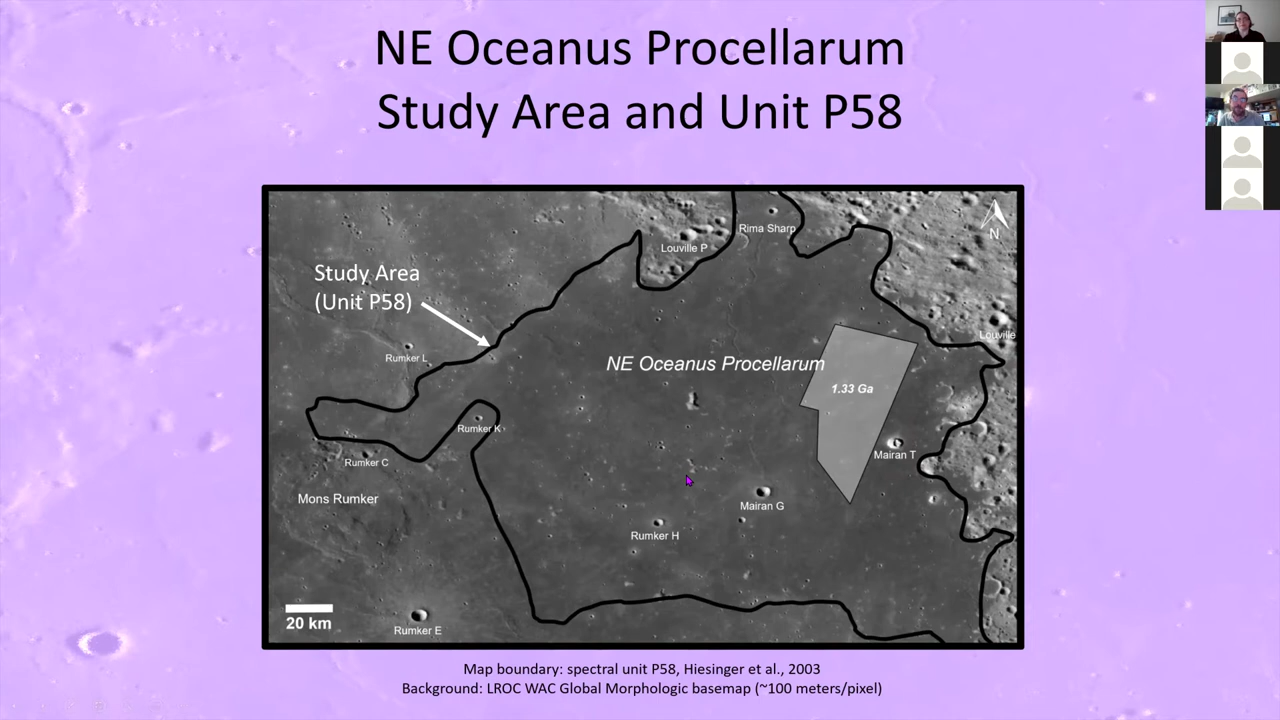 NE Oceanus Procellarum
Study Area and Unit P58
Rima Sharp
Louville P
N
Study Area
(Unit P58)
Louville
Rumker L
NE Oceanus Procellarum
1.33 Ga
Rumker K
Mairan T
Rumker C
Mons Rumker
Mairan G
Rumker H
20 km
Rumker E
Map boundary: spectral unit P58, Hiesinger et al., 2003
Background: LROC WAC Global Morphologic basemap (~100 meters/pixel)